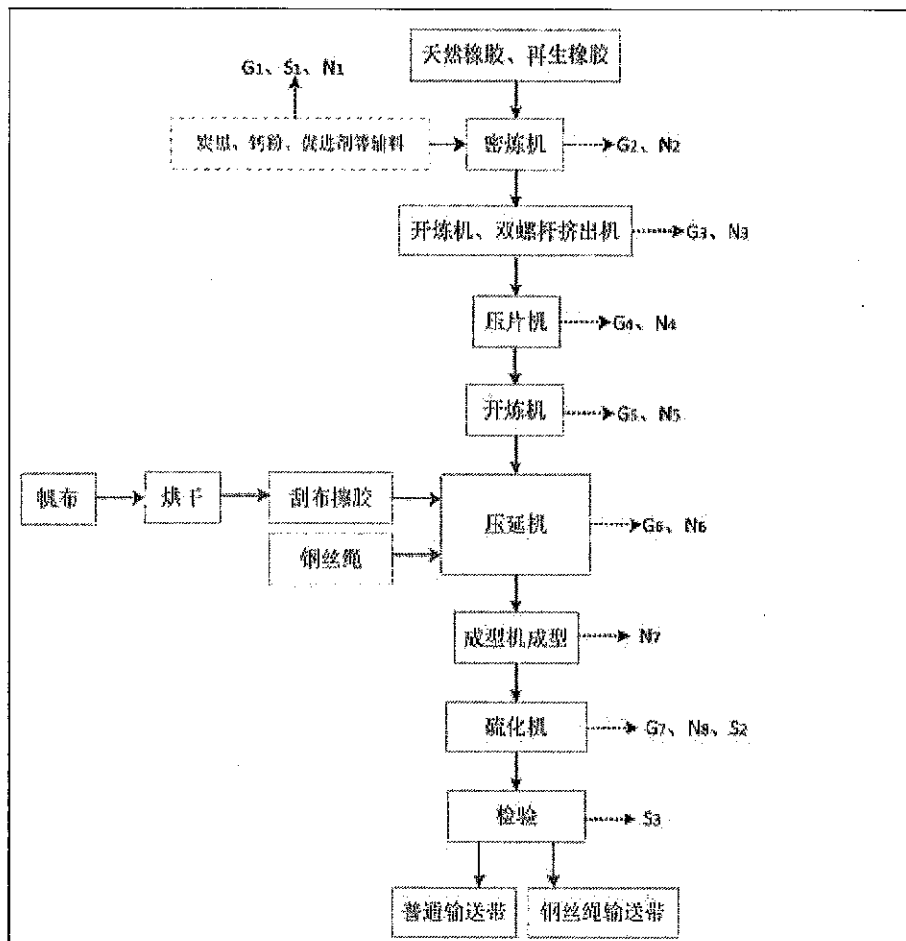 天然橡胶、再生橡胶
G1、S1、N1
炭黑、钙粉、促进剂等辅料
密炼机
G2、N2
开炼机、双螺杆挤出机
G3、N3
压片机
G4、N4
开炼机
G5、N5
帆布
烘干
刮布擦胶
压延机
G6、N6
钢丝绳
成型机成型
N7
硫化机
G7、N8、S2
检验
S3
普通输送带
钢丝绳输送带